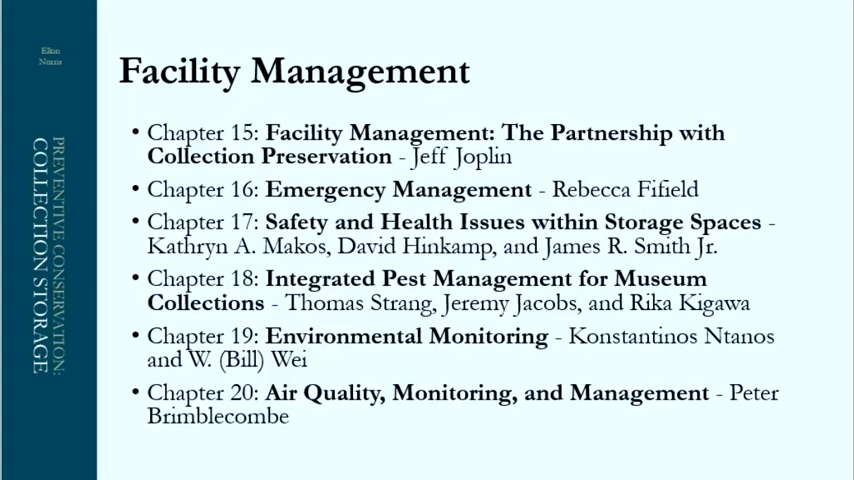 Elkin
Norris
PREVENTIVE CONSERVATION:
COLLECTION STORAGE
Facility Management
• Chapter 15: Facility Management: The Partnership with
Collection Preservation - Jeff Joplin
• Chapter 16: Emergency Management - Rebecca Fifield
• Chapter 17: Safety and Health Issues within Storage Spaces -
Kathryn A. Makos, David Hinkamp, and James R. Smith Jr.
• Chapter 18: Integrated Pest Management for Museum
Collections - Thomas Strang, Jeremy Jacobs, and Rika Kigawa
• Chapter 19: Environmental Monitoring - Konstantinos Ntanos
and W. (Bill) Wei
• Chapter 20: Air Quality, Monitoring, and Management - Peter
Brimblecombe